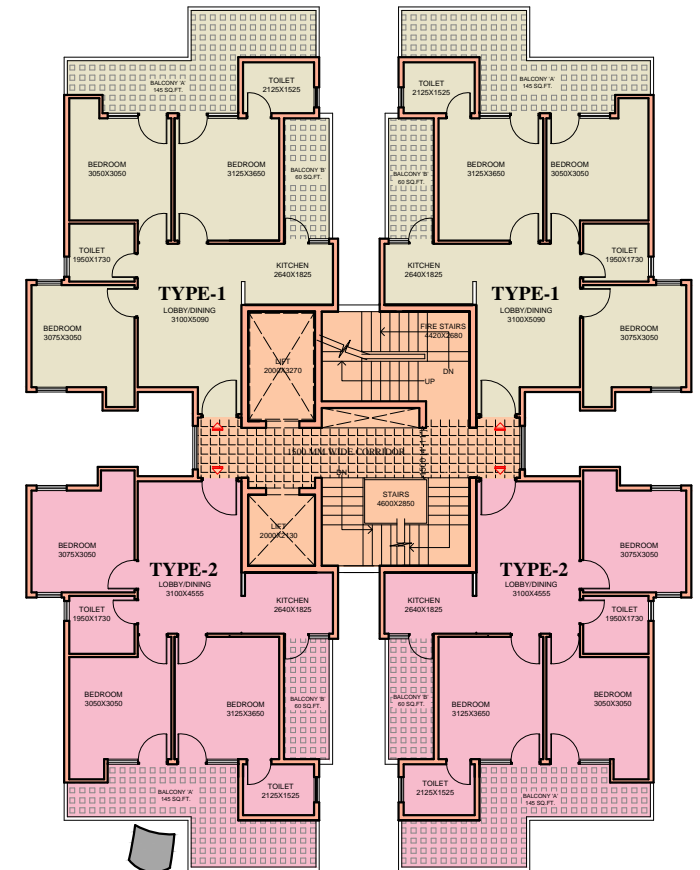 TOILET
2125X1525
BALCONY 'A'
145 SQ.FT.
BEDROOM
3050X3050
BEDROOM
3125X3650
BALCONY 'B'
60 SQ.FT.
TOILET
1950X1730
KITCHEN
2640X1825
TYPE-1
LOBBY/DINING
3100X5090
BEDROOM
3075X3050
TOILET
2125X1525
BALCONY 'A'
145 SQ.FT.
BALCONY 'B'
60 SQ.FT.
BEDROOM
3125X3650
BEDROOM
3050X3050
TOILET
1950X1730
KITCHEN
2640X1825
TYPE-1
LOBBY/DINING
3100X5090
BEDROOM
3075X3050
FIRE STAIRS
4420X2680
LIFT
2000X3270
DN
UP
1500 MM WIDE CORRIDOR
DN
STAIRS
4600X2850
LIFT
2000X2130
BEDROOM
3075X3050
TYPE-2
LOBBY/DINING
3100X4555
TOILET
1950X1730
KITCHEN
2640X1825
BEDROOM
3050X3050
BEDROOM
3125X3650
BALCONY 'B'
60 SQ.FT.
BALCONY 'A'
145 SQ.FT.
TOILET
2125X1525
TYPE-2
LOBBY/DINING
3100X4555
BEDROOM
3075X3050
KITCHEN
2640X1825
TOILET
1950X1730
BALCONY 'B'
60 SQ.FT.
BEDROOM
3125X3650
BEDROOM
3050X3050
TOILET
2125X1525
BALCONY 'A'
145 SQ.FT.